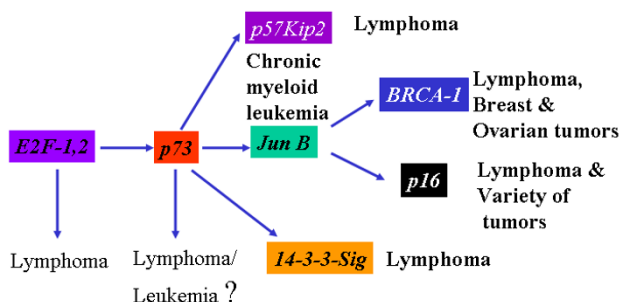 p57Kip2
Lymphoma
Chronic
myeloid
leukemia
BRCA-1
Lymphoma,
Breast &
Ovarian tumors
E2F-1,2
p73
Jun B
p16
Lymphoma &
Variety of
tumors
Lymphoma
Lymphoma/
Leukemia ?
14-3-3-Sig
Lymphoma